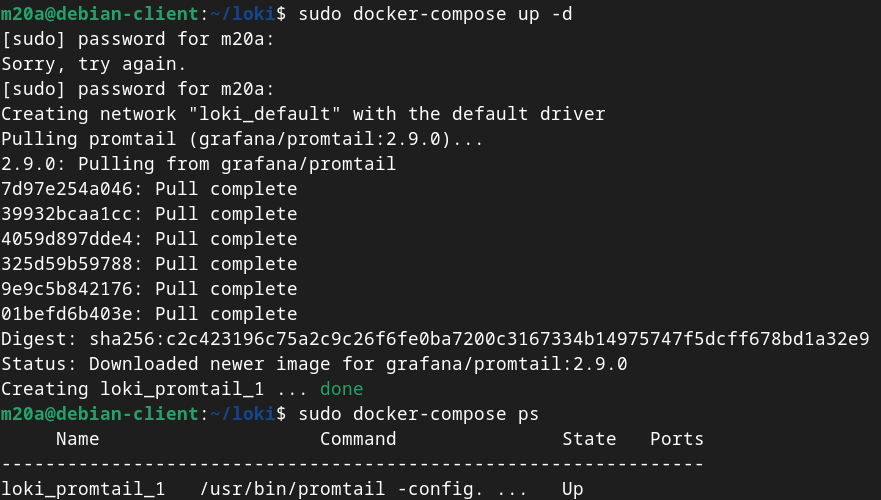 m20a@debian-client:~/loki$ sudo docker-compose up -d
[sudo] password for m20a:
Sorry, try again.
[sudo] password for m20a:
Creating network "loki_default" with the default driver
Pulling promtail (grafana/promtail:2.9.0)...
2.9.0: Pulling from grafana/promtail
7d97e254a046: Pull complete
39932bcaa1cc: Pull complete
4059d897dde4: Pull complete
325d59b59788: Pull complete
9e9c5b842176: Pull complete
01befd6b403e: Pull complete
Digest: sha256:c2c423196c75a2c9c26f6fe0ba7200c3167334b14975747f5dcff678bd1a32e9
Status: Downloaded newer image for grafana/promtail:2.9.0
Creating loki_promtail_1 ... done
m20a@debian-client:~/loki$ sudo docker-compose ps
     Name                    Command               State   Ports
----------------------------------------------------------------
loki_promtail_1   /usr/bin/promtail -config. ...   Up